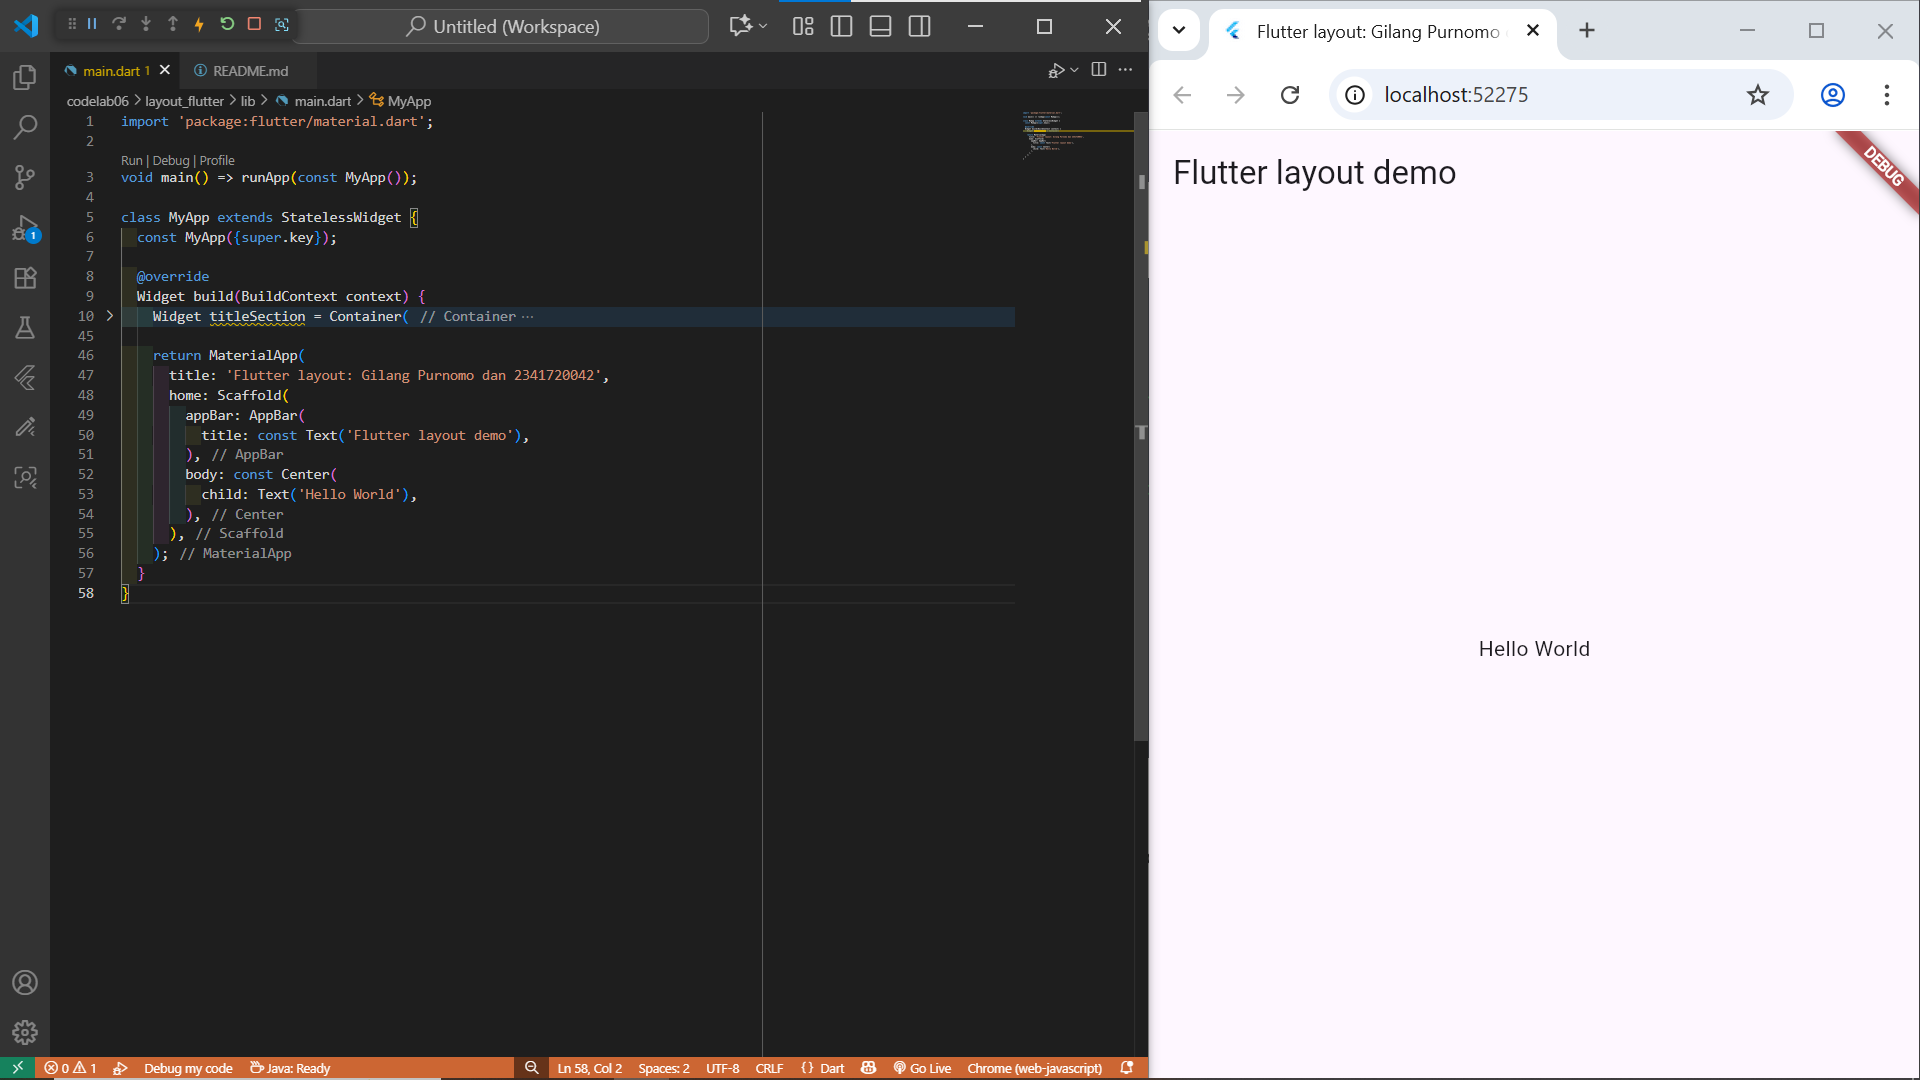 Untitled (Workspace)
main.dart 1
README.md
codelab06 > layout_flutter > lib > main.dart > MyApp
1 import 'package:flutter/material.dart';
2
Run | Debug | Profile
3 void main() => runApp(const MyApp());
4
5 class MyApp extends StatelessWidget {
6 const MyApp({super.key});
7
8 @override
9 Widget build(BuildContext context) {
10 Widget titleSection = Container( // Container ···
45
46 return MaterialApp(
47 title: 'Flutter layout: Gilang Purnomo dan 2341720042',
48 home: Scaffold(
49 appBar: AppBar(
50 title: const Text('Flutter layout demo'),
51 ), // AppBar
52 body: const Center(
53 child: Text('Hello World'),
54 ), // Center
55 ), // Scaffold
56 ); // MaterialApp
57 }
58 }
1
0 1 Debug my code Java: Ready Ln 58, Col 2 Spaces: 2 UTF-8 CRLF {} Dart Go Live Chrome (web-javascript)
Flutter layout: Gilang Purnomo
localhost:52275
Flutter layout demo
DEBUG
Hello World